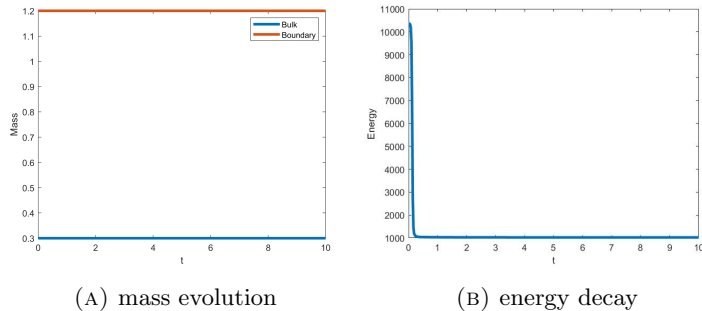 1.2
1.1
1
0.9
0.8
0.7
0.6
0.5
0.4
0.3
Mass
0 2 4 6 8 10
t
Bulk
Boundary
11000
10000
9000
8000
7000
6000
5000
4000
3000
2000
1000
Energy
0 1 2 3 4 5 6 7 8 9 10
t
(A) mass evolution
(B) energy decay